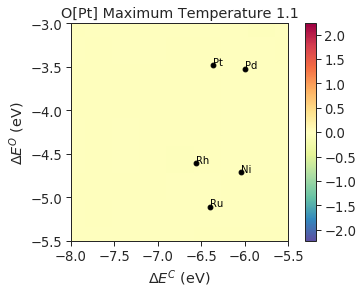 O[Pt] Maximum Temperature 1.1
−3.0
−3.5
−4.0
−4.5
−5.0
−5.5
ΔE^O (eV)
Pt
Pd
Rh
Ni
Ru
−8.0 −7.5 −7.0 −6.5 −6.0 −5.5
ΔE^C (eV)
2.0
1.5
1.0
0.5
0.0
−0.5
−1.0
−1.5
−2.0